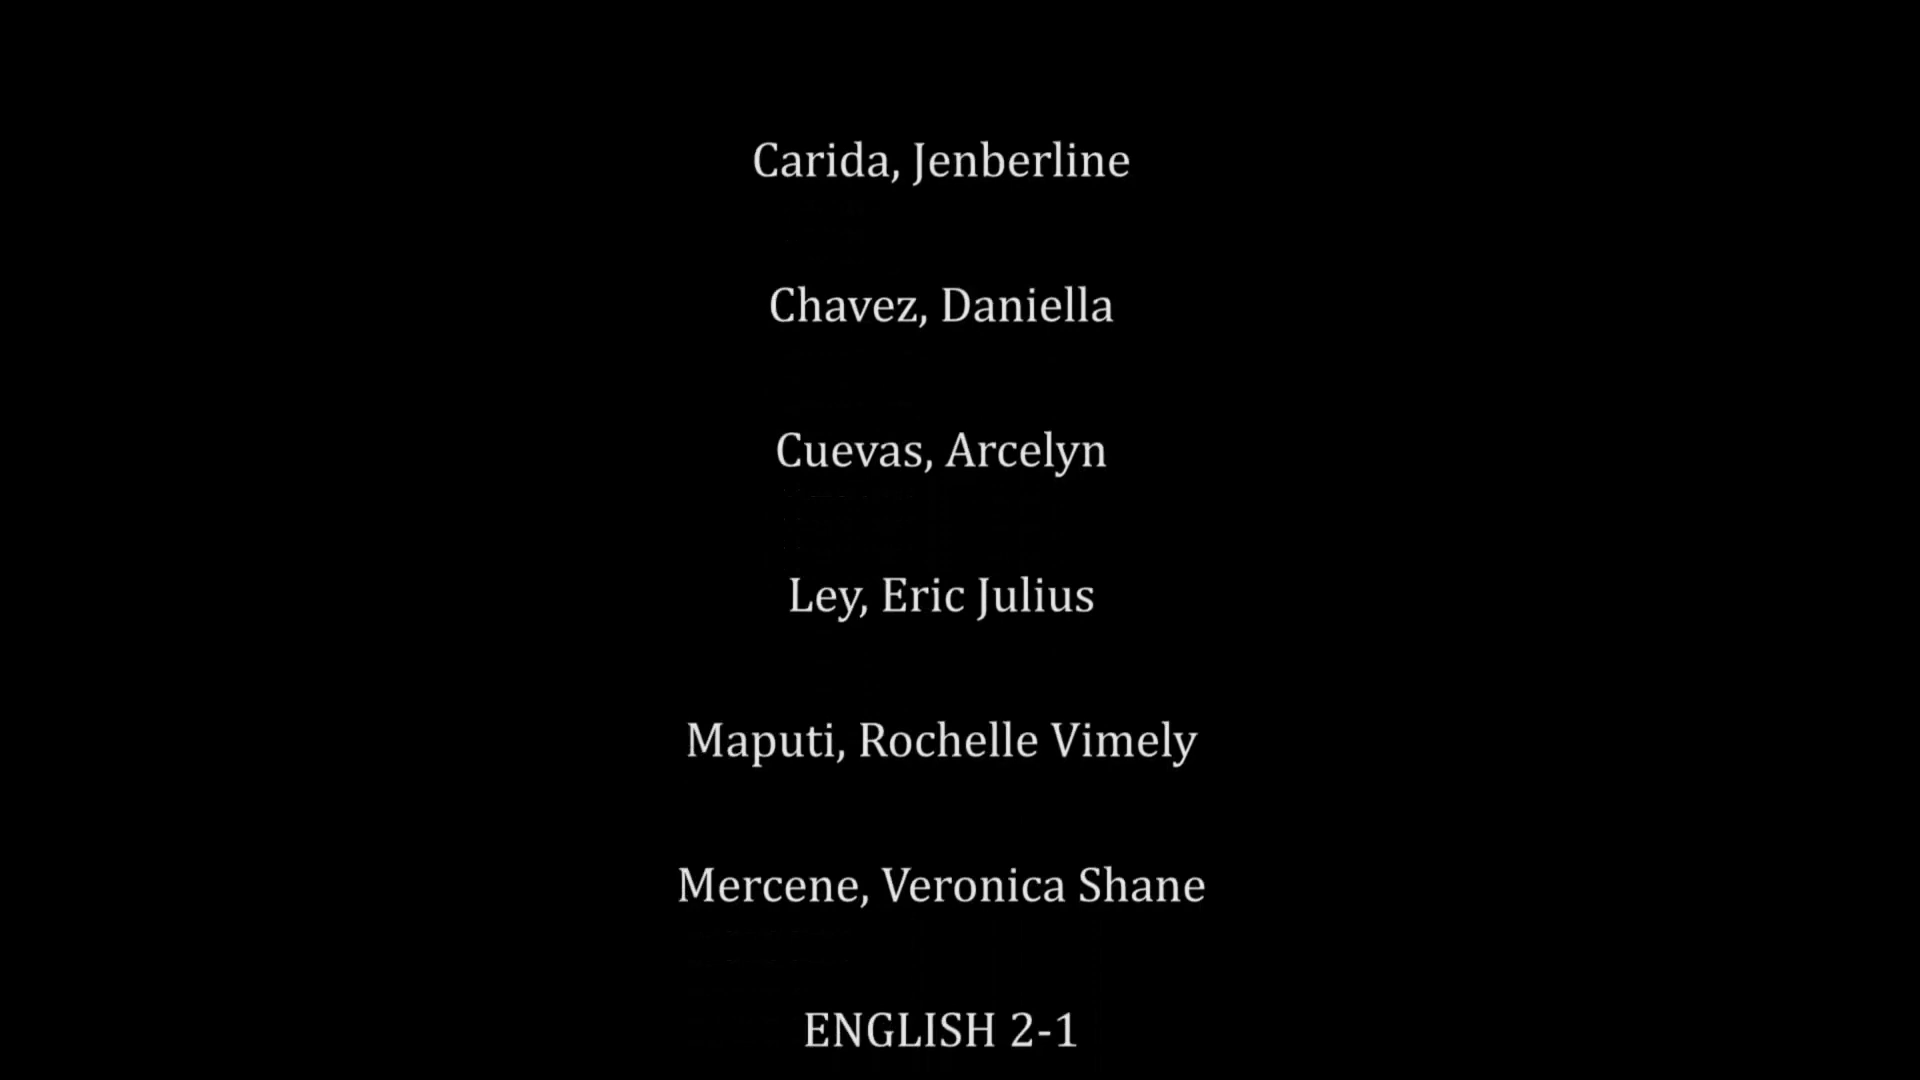 Carida, Jenberline
Chavez, Daniella
Cuevas, Arcelyn
Ley, Eric Julius
Maputi, Rochelle Vimely
Mercene, Veronica Shane
ENGLISH 2-1